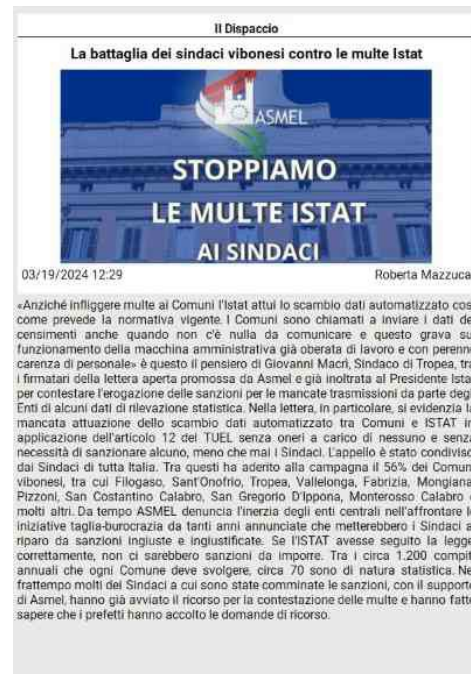 Il Dispaccio
La battaglia dei sindaci vibonesi contro le multe Istat
ASMEL
STOPPIAMO
LE MULTE ISTAT
AI SINDACI
03/19/2024 12:29 Roberta Mazzuca
«Anziché infliggere multe ai Comuni l'Istat attui lo scambio dati automatizzato cos
come prevede la normativa vigente. I Comuni sono chiamati a inviare i dati de
censimenti anche quando non c'è nulla da comunicare e questo grava su
funzionamento della macchina amministrativa già oberata di lavoro e con perenne
carenza di personale» è questo il pensiero di Giovanni Macrì, Sindaco di Tropea, tra
i firmatari della lettera aperta promossa da Asmel e già inoltrata al Presidente Ista
per contestare l'erogazione delle sanzioni per le mancate trasmissioni da parte degl
Enti di alcuni dati di rilevazione statistica. Nella lettera, in particolare, si evidenzia la
mancata attuazione dello scambio dati automatizzato tra Comuni e ISTAT in
applicazione dell'articolo 12 del TUEL senza oneri a carico di nessuno e senza
necessità di sanzionare alcuno, meno che mai i Sindaci. L'appello è stato condiviso
dai Sindaci di tutta Italia. Tra questi ha aderito alla campagna il 56% dei Comun
vibonesi, tra cui Filogaso, Sant'Onofrio, Tropea, Vallelonga, Fabrizia, Mongiana
Pizzoni, San Costantino Calabro, San Gregorio D'Ippona, Monterosso Calabro e
molti altri. Da tempo ASMEL denuncia l'inerzia degli enti centrali nell'affrontare le
iniziative taglia-burocrazia da tanti anni annunciate che metterebbero i Sindaci a
riparo da sanzioni ingiuste e ingiustificate. Se l'ISTAT avesse seguito la legge
correttamente, non ci sarebbero sanzioni da imporre. Tra i circa 1.200 compit
annuali che ogni Comune deve svolgere, circa 70 sono di natura statistica. Ne
frattempo molti dei Sindaci a cui sono state comminate le sanzioni, con il supporto
di Asmel, hanno già avviato il ricorso per la contestazione delle multe e hanno fatto
sapere che i prefetti hanno accolto le domande di ricorso.